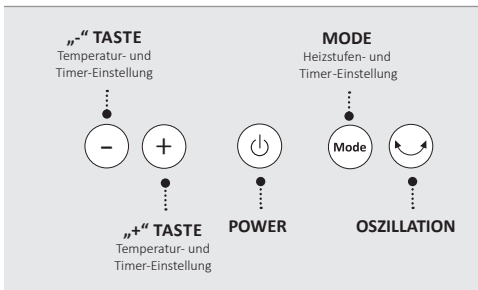 „-“ TASTE
Temperatur- und
Timer-Einstellung
MODE
Heizstufen- und
Timer-Einstellung
– + Mode
„+“ TASTE
Temperatur- und
Timer-Einstellung
POWER
OSZILLATION